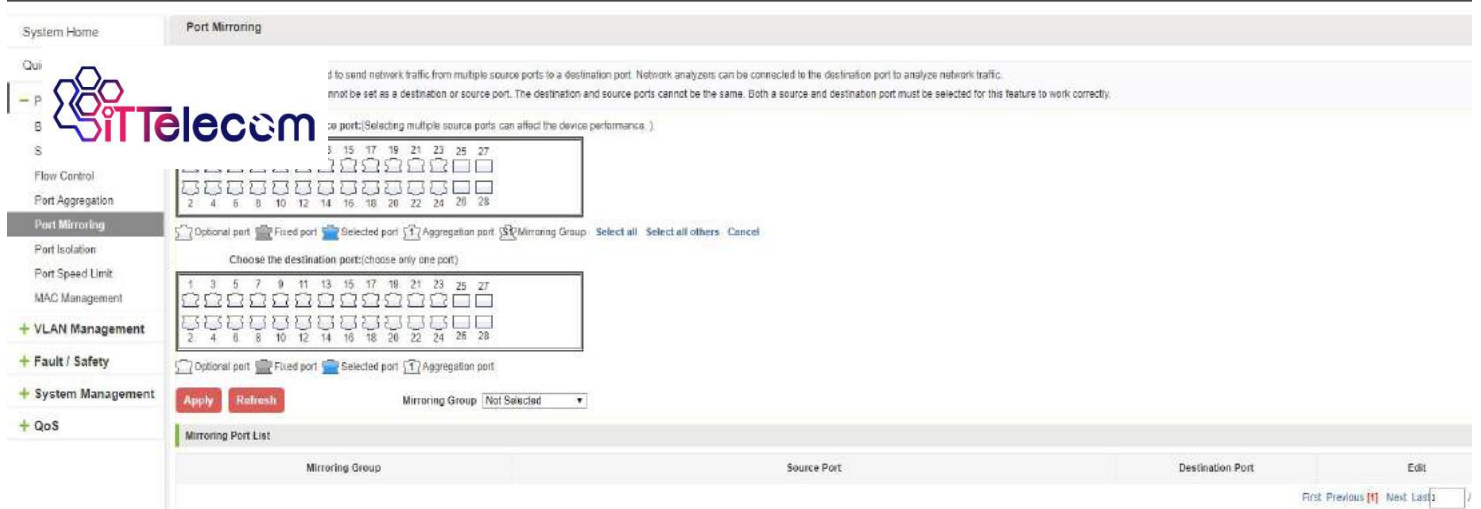 System Home
Port Mirroring
Qui
d to send network traffic from multiple source ports to a destination port. Network analyzers can be connected to the destination port to analyze network traffic.
P
nnot be set as a destination or source port. The destination and source ports cannot be the same. Both a source and destination port must be selected for this feature to work correctly.
SiTTelecom
B
ce port:(Selecting multiple source ports can affect the device performance. )
S
3 15 17 19 21 23 25 27
Flow Control
Port Aggregation
2 4 6 8 10 12 14 16 18 20 22 24 26 28
Port Mirroring
Optional port Fixed port Selected port 1 Aggregation port S1 Mirroring Group Select all Select all others Cancel
Port Isolation
Choose the destination port:(choose only one port)
Port Speed Limit
1 3 5 7 9 11 13 15 17 19 21 23 25 27
MAC Management
+ VLAN Management
2 4 6 8 10 12 14 16 18 20 22 24 26 28
+ Fault / Safety
Optional port Fixed port Selected port 1 Aggregation port
+ System Management
Apply Refresh Mirroring Group Not Selected
+ QoS
Mirroring Port List
Mirroring Group Source Port Destination Port Edit
First Previous [1] Next Last 1 /